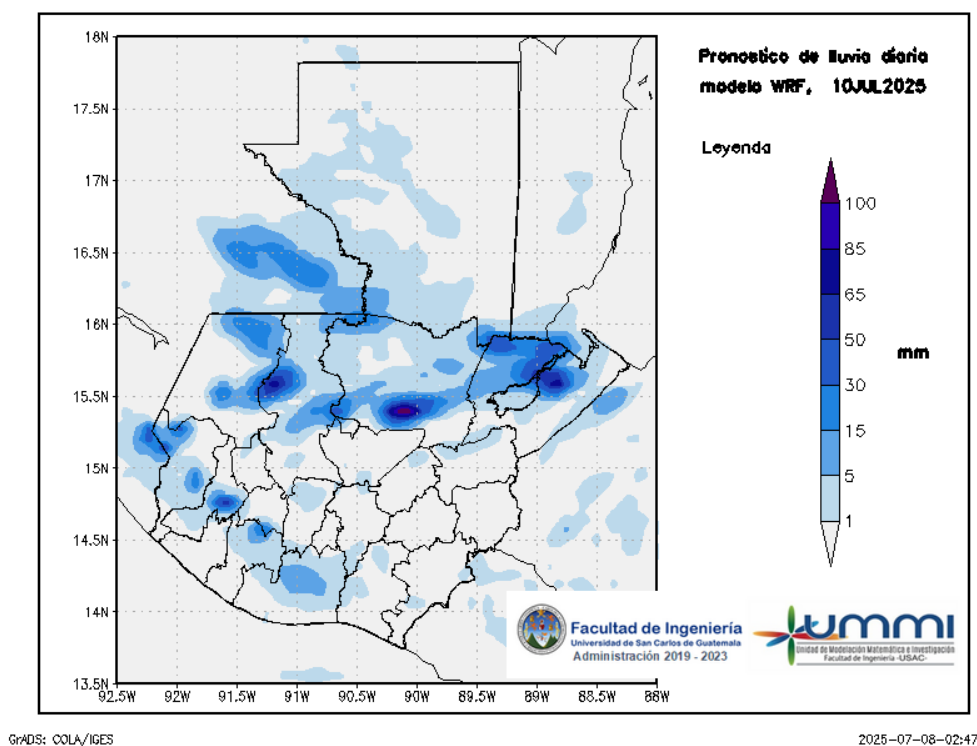 Pronostico de lluvia diaria
modelo WRF, 10JUL2025
Leyenda
100
85
65
50
30
15
5
1
mm
18N
17.5N
17N
16.5N
16N
15.5N
15N
14.5N
14N
13.5N
92.5W 92W 91.5W 91W 90.5W 90W 89.5W 89W 88.5W 88W
Facultad de Ingeniería
Universidad de San Carlos de Guatemala
Administración 2019 - 2023
ummi
Unidad de Modelación Matemática e Investigación
Facultad de Ingeniería -USAC-
GrADS: COLA/IGES
2025-07-08-02:47